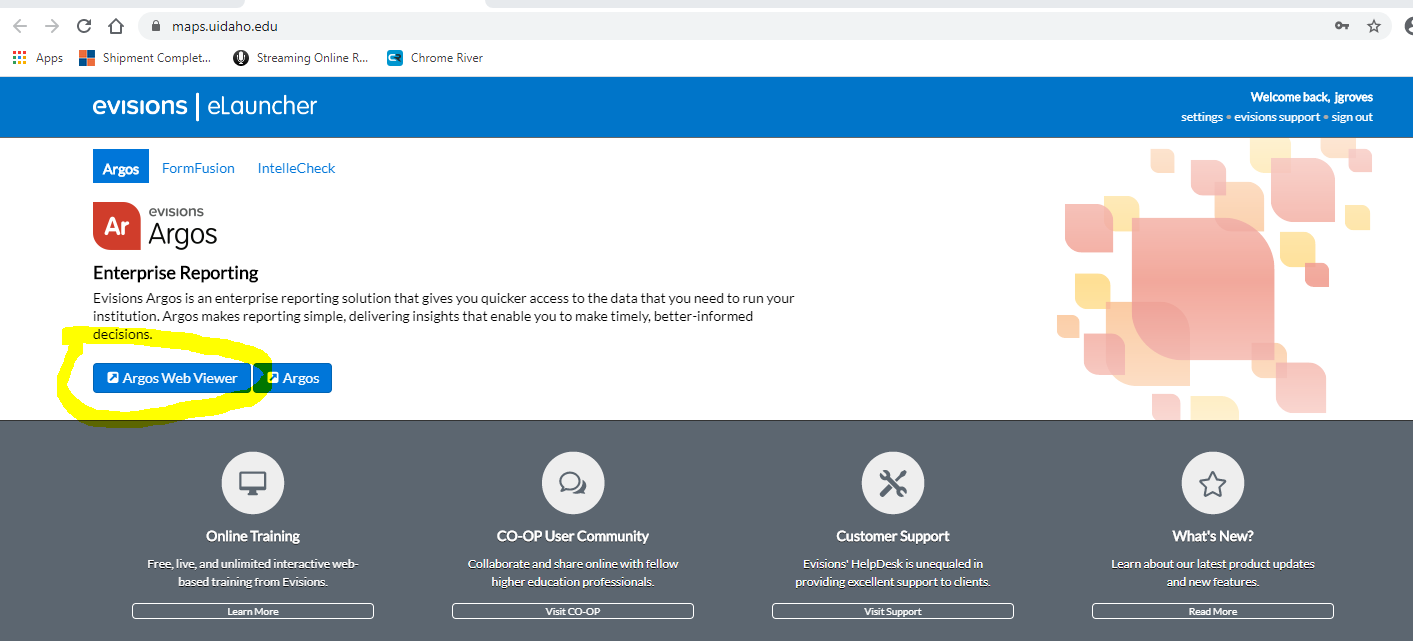 maps.uidaho.edu
Apps Shipment Complet... Streaming Online R... Chrome River
evisions | eLauncher
Welcome back, jgroves
settings • evisions support • sign out
Argos FormFusion IntelleCheck
Ar evisions Argos
Enterprise Reporting
Evisions Argos is an enterprise reporting solution that gives you quicker access to the data that you need to run your
institution. Argos makes reporting simple, delivering insights that enable you to make timely, better-informed
decisions.
Argos Web Viewer Argos
Online Training
Free, live, and unlimited interactive web-
based training from Evisions.
Learn More
CO-OP User Community
Collaborate and share online with fellow
higher education professionals.
Visit CO-OP
Customer Support
Evisions' HelpDesk is unequaled in
providing excellent support to clients.
Visit Support
What's New?
Learn about our latest product updates
and new features.
Read More